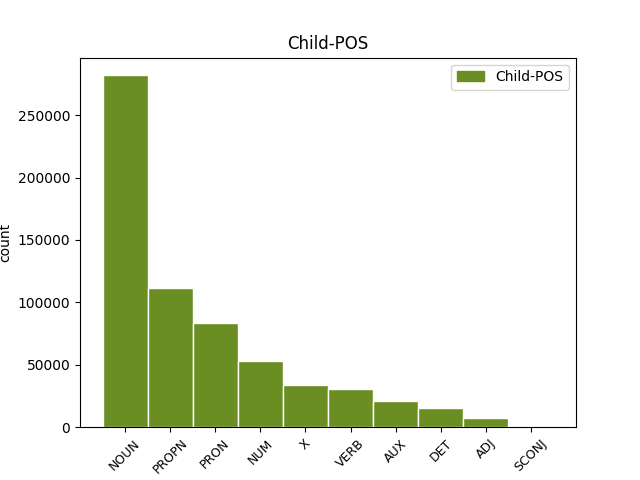 Child-POS
Child-POS
250000
200000
150000
100000
50000
0
count
NOUN
PROPN
PRON
NUM
X
VERB
AUX
DET
ADJ
SCONJ